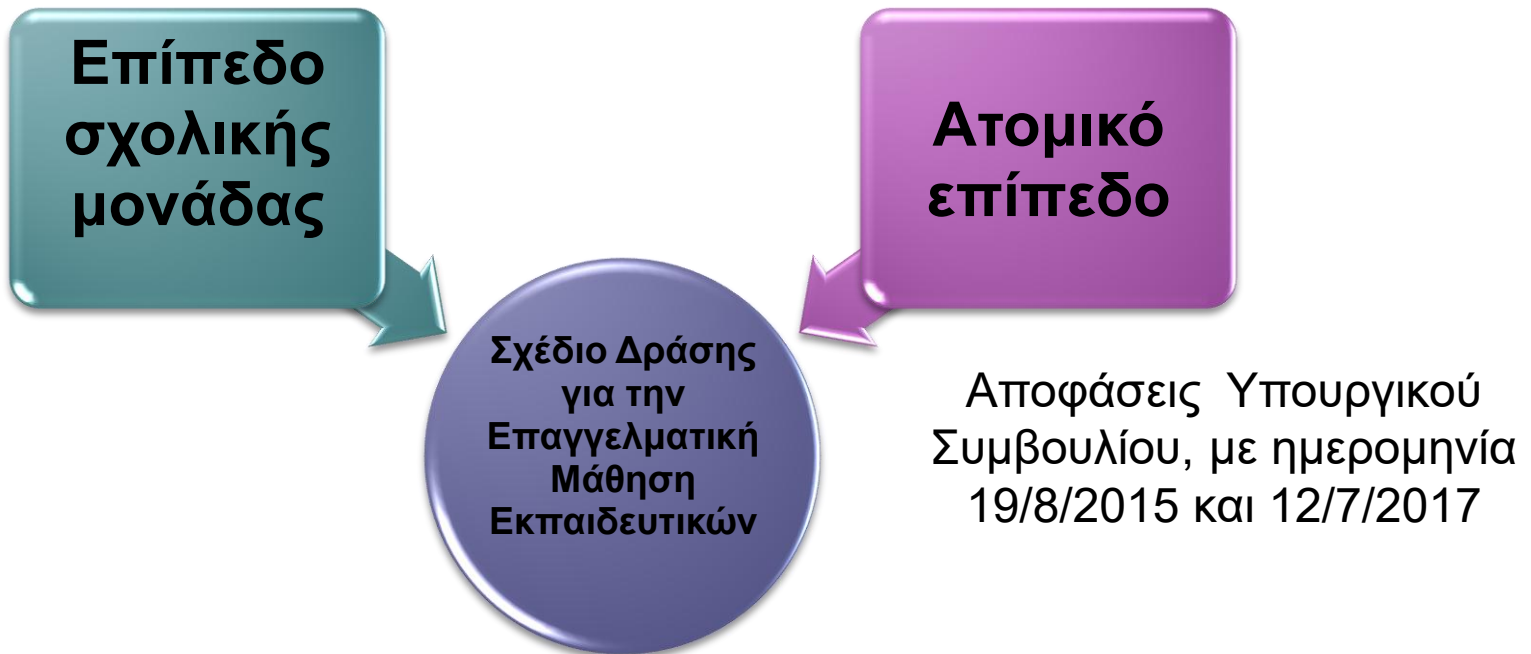 Επίπεδο
σχολικής
μονάδας
Ατομικό
επίπεδο
Σχέδιο Δράσης
για την
Επαγγελματική
Μάθηση
Εκπαιδευτικών
Αποφάσεις Υπουργικού
Συμβουλίου, με ημερομηνία
19/8/2015 και 12/7/2017